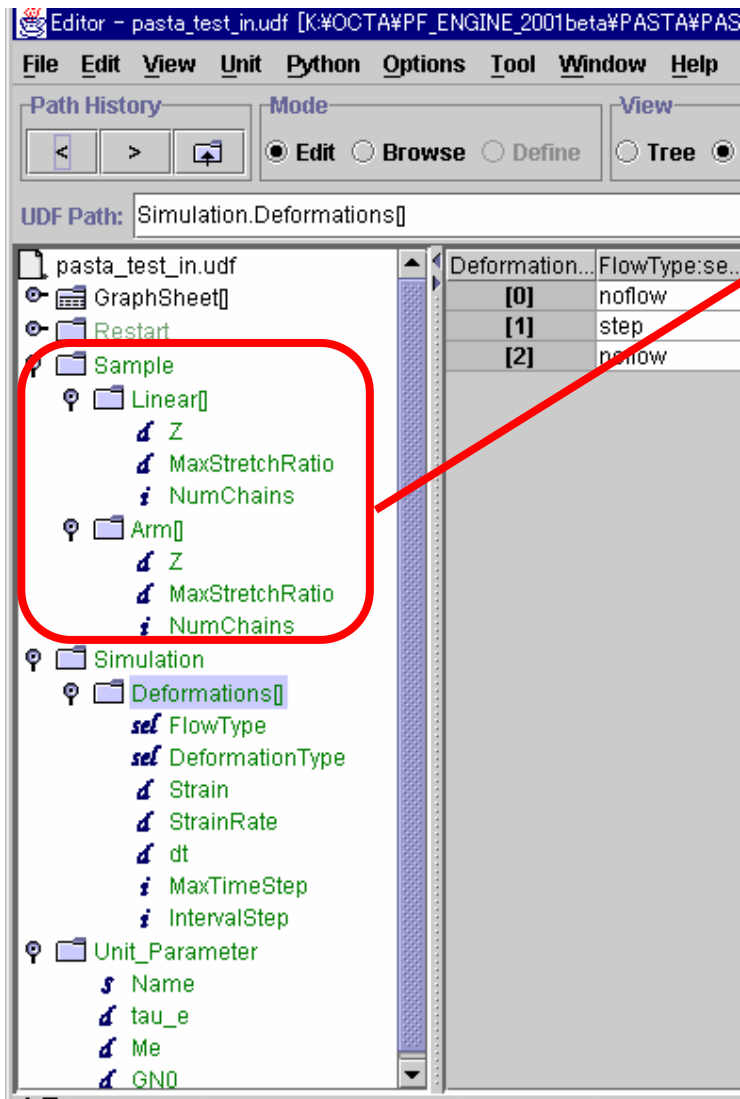 Editor - pasta_test_in.udf [K:¥OCTA¥PF_ENGINE_2001beta¥PASTA¥PAS
File Edit View Unit Python Options Tool Window Help
Path History Mode View
< > Edit Browse Define Tree
UDF Path: Simulation.Deformations[]
pasta_test_in.udf
GraphSheet[]
Restart
Sample
Linear[]
d Z
d MaxStretchRatio
i NumChains
Arm[]
d Z
d MaxStretchRatio
i NumChains
Simulation
Deformations[]
sel FlowType
sel DeformationType
d Strain
d StrainRate
d dt
i MaxTimeStep
i IntervalStep
Unit_Parameter
s Name
d tau_e
d Me
d GN0
Deformation... FlowType:se...
[0] noflow
[1] step
[2] noflow